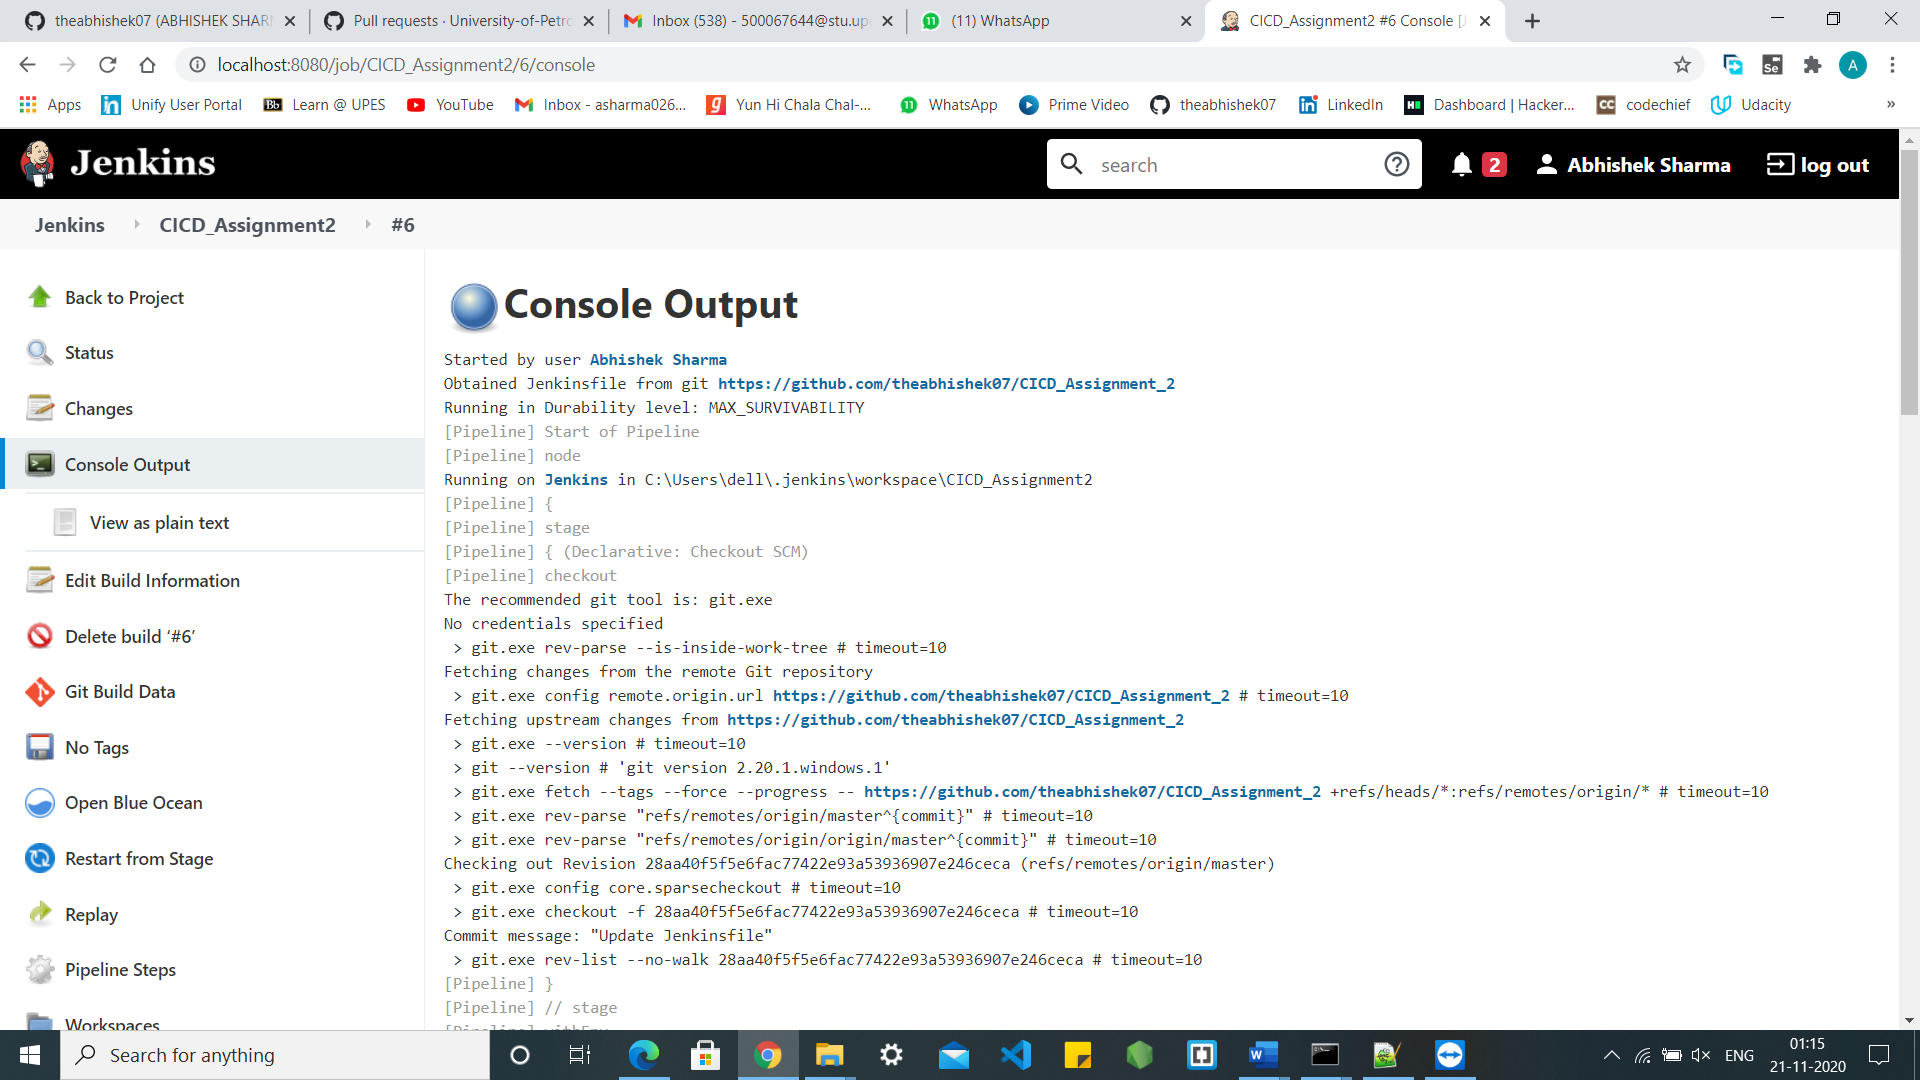 theabhishek07 (ABHISHEK SHAR
Pull requests · University-of-Petro
Inbox (538) - 500067644@stu.up
(11) WhatsApp
CICD_Assignment2 #6 Console [J
localhost:8080/job/CICD_Assignment2/6/console
Se
A
Apps
Unify User Portal
Bb Learn @ UPES
YouTube
Inbox - asharma026...
Yun Hi Chala Chal-...
WhatsApp
Prime Video
theabhishek07
LinkedIn
Dashboard | Hacker...
codechief
Udacity
»
Jenkins
search
2
Abhishek Sharma
log out
Jenkins
CICD_Assignment2
#6
Back to Project
Status
Changes
Console Output
View as plain text
Edit Build Information
Delete build ‘#6’
Git Build Data
No Tags
Open Blue Ocean
Restart from Stage
Replay
Pipeline Steps
Workspaces
Console Output
Started by user Abhishek Sharma
Obtained Jenkinsfile from git https://github.com/theabhishek07/CICD_Assignment_2
Running in Durability level: MAX_SURVIVABILITY
[Pipeline] Start of Pipeline
[Pipeline] node
Running on Jenkins in C:\Users\dell\.jenkins\workspace\CICD_Assignment2
[Pipeline] {
[Pipeline] stage
[Pipeline] { (Declarative: Checkout SCM)
[Pipeline] checkout
The recommended git tool is: git.exe
No credentials specified
 > git.exe rev-parse --is-inside-work-tree # timeout=10
Fetching changes from the remote Git repository
 > git.exe config remote.origin.url https://github.com/theabhishek07/CICD_Assignment_2 # timeout=10
Fetching upstream changes from https://github.com/theabhishek07/CICD_Assignment_2
 > git.exe --version # timeout=10
 > git --version # 'git version 2.20.1.windows.1'
 > git.exe fetch --tags --force --progress -- https://github.com/theabhishek07/CICD_Assignment_2 +refs/heads/*:refs/remotes/origin/* # timeout=10
 > git.exe rev-parse "refs/remotes/origin/master^{commit}" # timeout=10
 > git.exe rev-parse "refs/remotes/origin/origin/master^{commit}" # timeout=10
Checking out Revision 28aa40f5f5e6fac77422e93a53936907e246ceca (refs/remotes/origin/master)
 > git.exe config core.sparsecheckout # timeout=10
 > git.exe checkout -f 28aa40f5f5e6fac77422e93a53936907e246ceca # timeout=10
Commit message: "Update Jenkinsfile"
 > git.exe rev-list --no-walk 28aa40f5f5e6fac77422e93a53936907e246ceca # timeout=10
[Pipeline] }
[Pipeline] // stage
[Pipeline] withEnv
Search for anything
ENG
01:15
21-11-2020